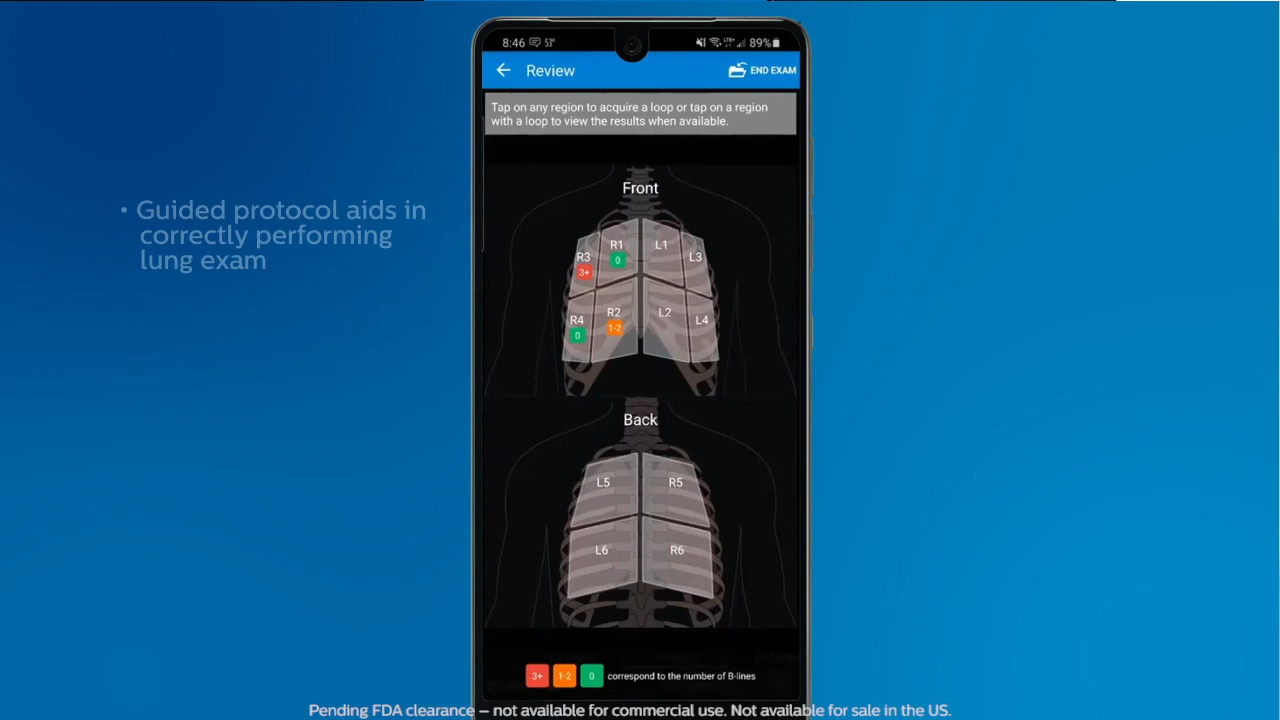 • Guided protocol aids in
correctly performing
lung exam
8:46 53°
LTE+ 89%
Review
END EXAM
Tap on any region to acquire a loop or tap on a region
with a loop to view the results when available.
Front
R1 L1
R3 0 L3
3+
R2 L2
R4 1-2 L4
0
Back
L5 R5
L6 R6
3+ 1-2 0 correspond to the number of B-lines
Pending FDA clearance – not available for commercial use. Not available for sale in the US.